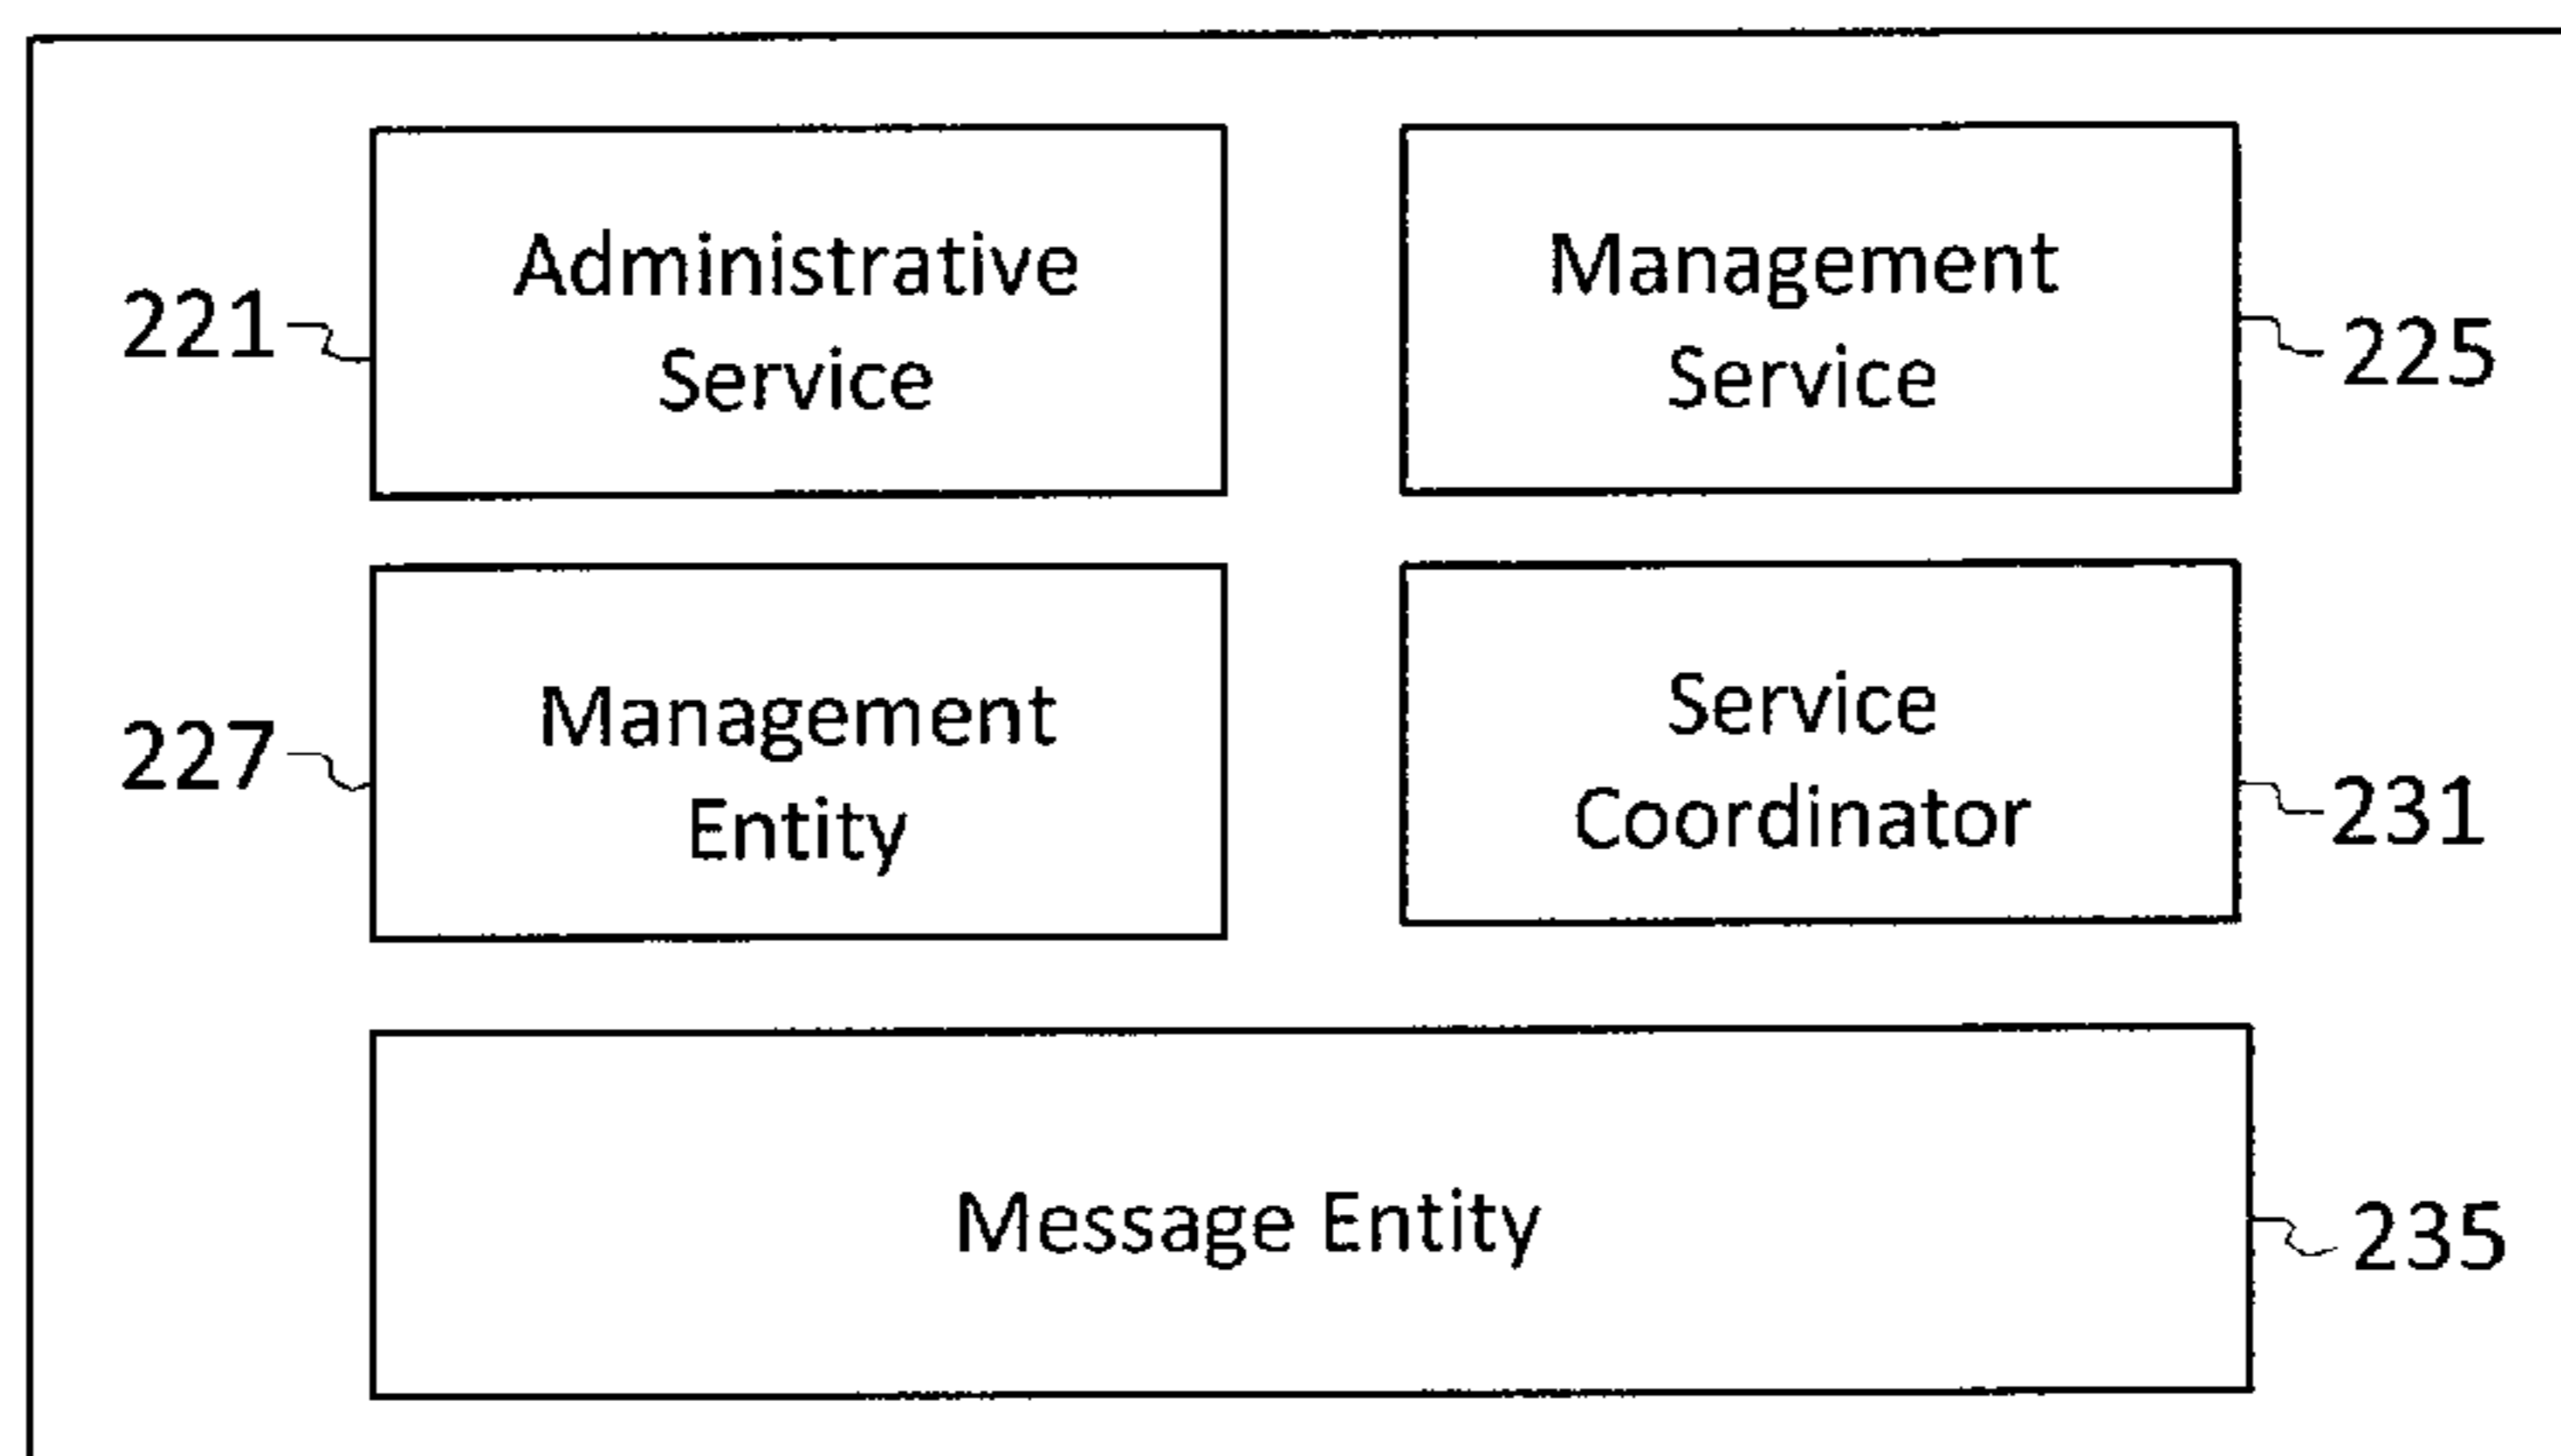 Administrative
Service
221
Management
Service
225
Management
Entity
227
Service
Coordinator
231
Message Entity
235